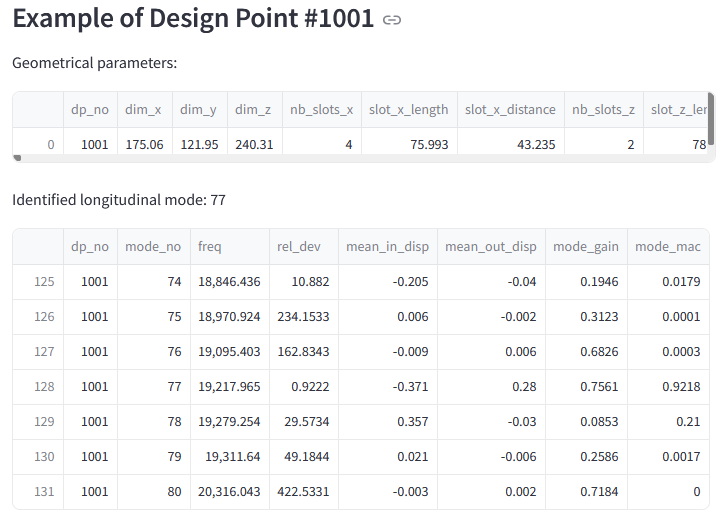 Example of Design Point #1001
Geometrical parameters:
dp_no dim_x dim_y dim_z nb_slots_x slot_x_length slot_x_distance nb_slots_z slot_z_ler
0 1001 175.06 121.95 240.31 4 75.993 43.235 2 78
Identified longitudinal mode: 77
dp_no mode_no freq rel_dev mean_in_disp mean_out_disp mode_gain mode_mac
125 1001 74 18,846.436 10.882 -0.205 -0.04 0.1946 0.0179
126 1001 75 18,970.924 234.1533 0.006 -0.002 0.3123 0.0001
127 1001 76 19,095.403 162.8343 -0.009 0.006 0.6826 0.0003
128 1001 77 19,217.965 0.9222 -0.371 0.28 0.7561 0.9218
129 1001 78 19,279.254 29.5734 0.357 -0.03 0.0853 0.21
130 1001 79 19,311.64 49.1844 0.021 -0.006 0.2586 0.0017
131 1001 80 20,316.043 422.5331 -0.003 0.002 0.7184 0